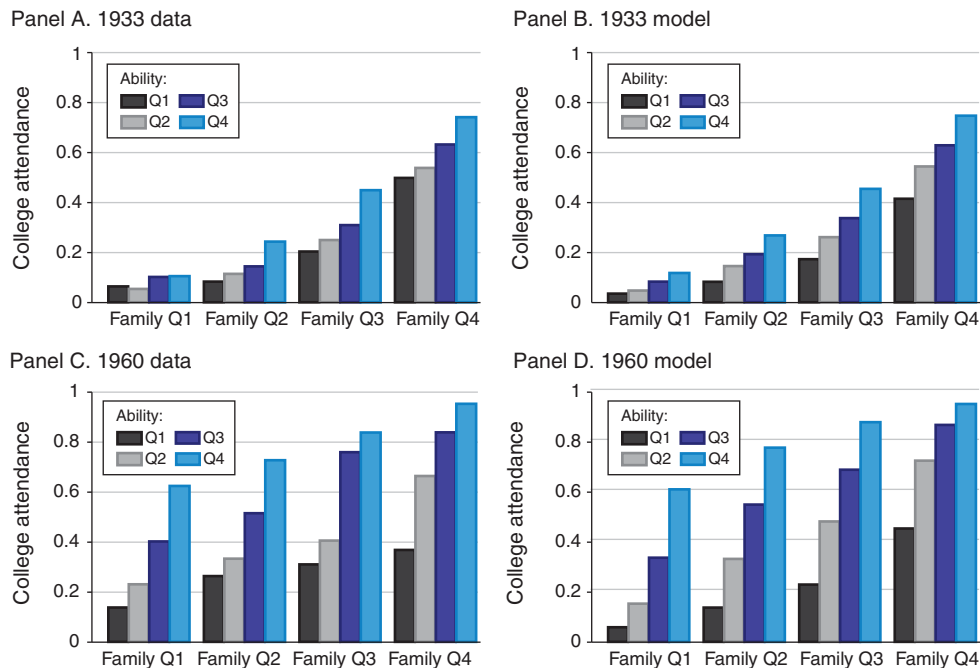 Panel A. 1933 data
College attendance
1
0.8
0.6
0.4
0.2
0
Ability:
Q1 Q3
Q2 Q4
Family Q1 Family Q2 Family Q3 Family Q4
Panel B. 1933 model
College attendance
1
0.8
0.6
0.4
0.2
0
Ability:
Q1 Q3
Q2 Q4
Family Q1 Family Q2 Family Q3 Family Q4
Panel C. 1960 data
College attendance
1
0.8
0.6
0.4
0.2
0
Ability:
Q1 Q3
Q2 Q4
Family Q1 Family Q2 Family Q3 Family Q4
Panel D. 1960 model
College attendance
1
0.8
0.6
0.4
0.2
0
Ability:
Q1 Q3
Q2 Q4
Family Q1 Family Q2 Family Q3 Family Q4